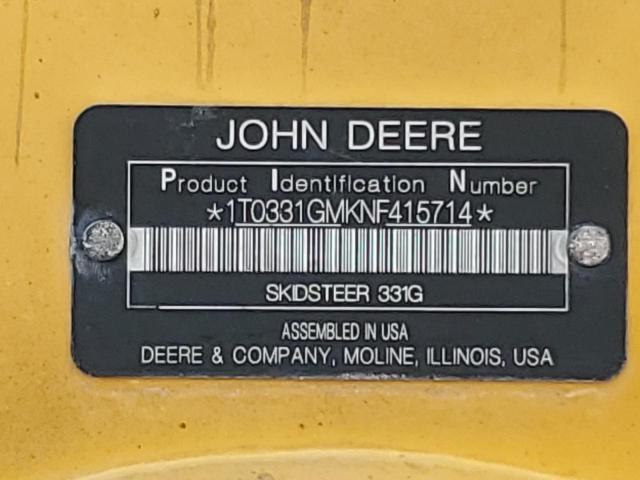 JOHN DEERE
Product Identification Number
*1T0331GMKNF415714*
SKIDSTEER 331G
ASSEMBLED IN USA
DEERE & COMPANY, MOLINE, ILLINOIS, USA